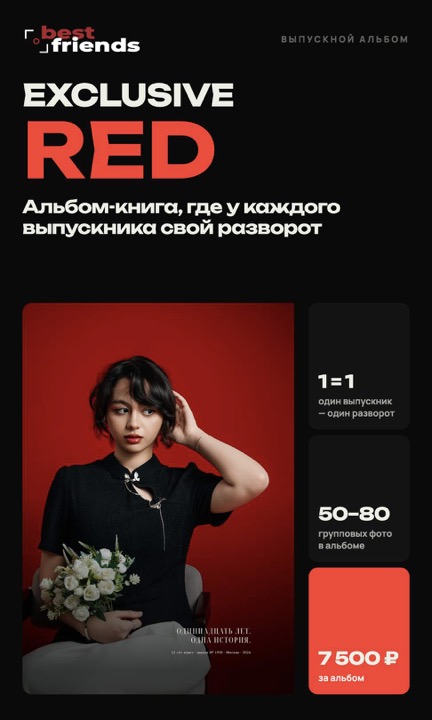 best
friends
ВЫПУСКНОЙ АЛЬБОМ
EXCLUSIVE
RED
Альбом-книга, где у каждого
выпускника свой разворот
1=1
один выпускник
— один разворот
50–80
групповых фото
в альбоме
ОДИННАДЦАТЬ ЛЕТ.
ОДНА ИСТОРИЯ.
7 500 ₽
за альбом